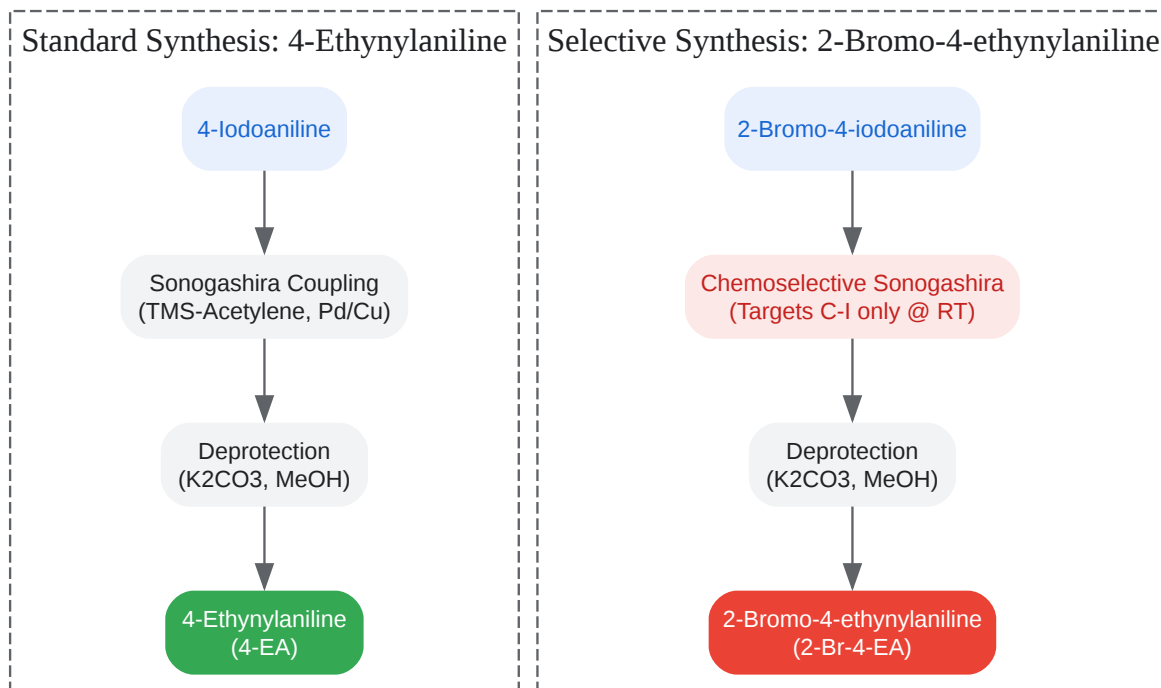 Standard Synthesis: 4-Ethynylaniline
4-Iodoaniline
Sonogashira Coupling
(TMS-Acetylene, Pd/Cu)
Deprotection
(K2CO3, MeOH)
4-Ethynylaniline
(4-EA)
Selective Synthesis: 2-Bromo-4-ethynylaniline
2-Bromo-4-iodoaniline
Chemoselective Sonogashira
(Targets C-I only @ RT)
Deprotection
(K2CO3, MeOH)
2-Bromo-4-ethynylaniline
(2-Br-4-EA)